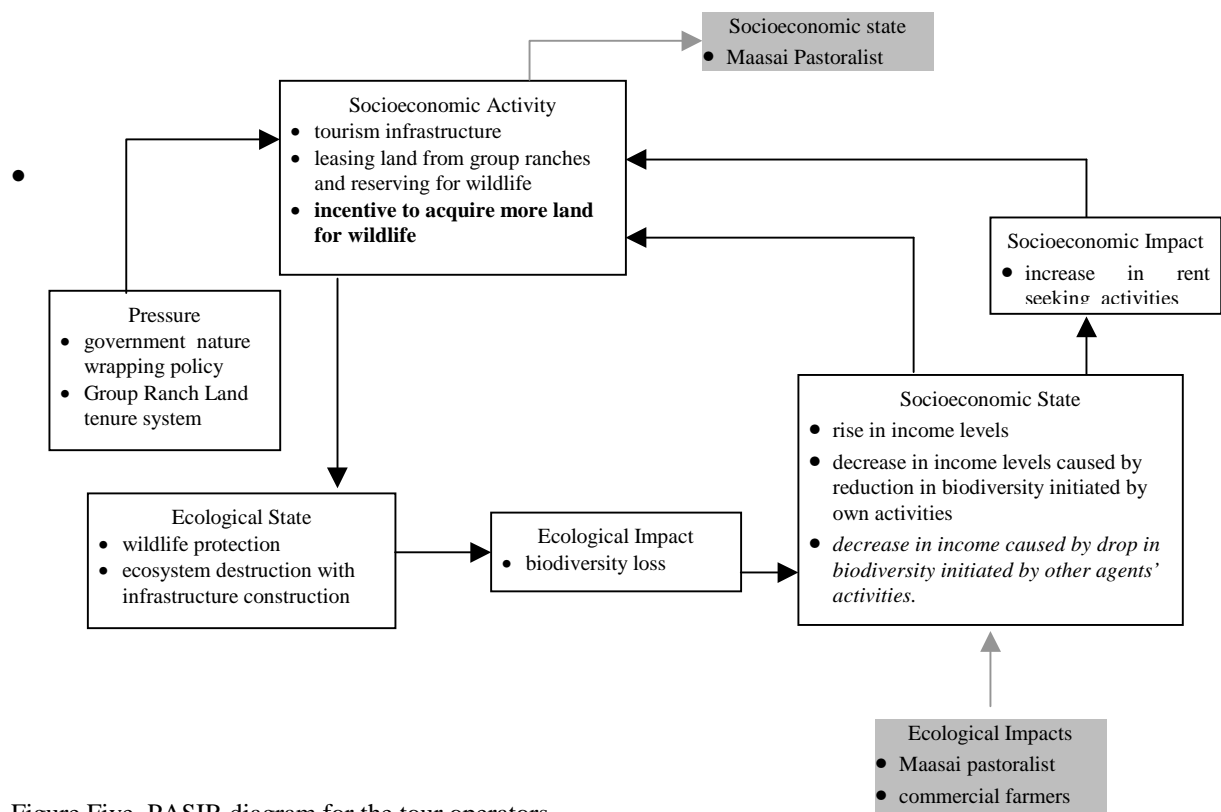 Socioeconomic state
• Maasai Pastoralist
Socioeconomic Activity
• tourism infrastructure
• leasing land from group ranches
and reserving for wildlife
• incentive to acquire more land
for wildlife
•
Socioeconomic Impact
• increase in rent
seeking activities
Pressure
• government nature
wrapping policy
• Group Ranch Land
tenure system
Socioeconomic State
• rise in income levels
• decrease in income levels caused by
reduction in biodiversity initiated by
own activities
• decrease in income caused by drop in
biodiversity initiated by other agents’
activities.
Ecological State
• wildlife protection
• ecosystem destruction with
infrastructure construction
Ecological Impact
• biodiversity loss
Ecological Impacts
• Maasai pastoralist
• commercial farmers
Figure Five. PASIR diagram for the tour operators